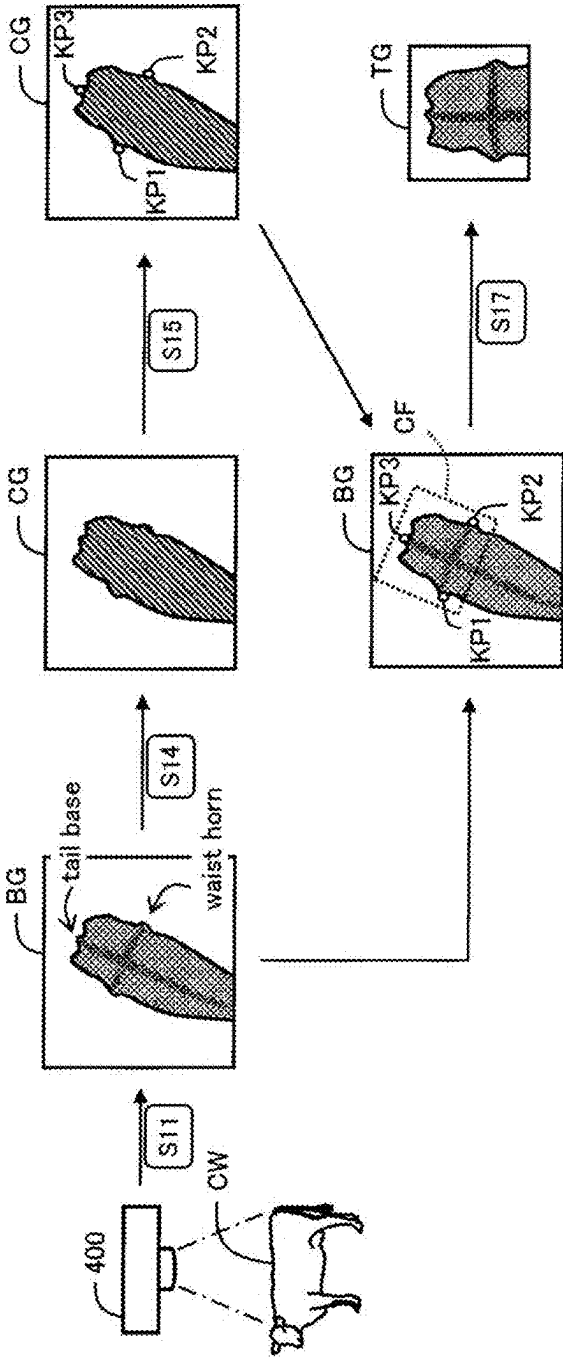 400
CW
S11
BG
tail base
waist horn
S14
CG
S15
CG
KP3
KP1
KP2
BG
KP3
CF
KP1
KP2
S17
TG